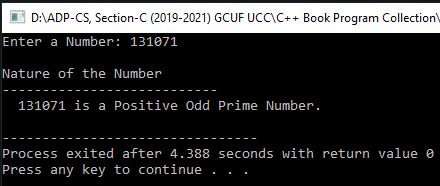 D:\ADP-CS, Section-C (2019-2021) GCUF UCC\C++ Book Program Collection\
Enter a Number: 131071
Nature of the Number
---------------------------
131071 is a Positive Odd Prime Number.
--------------------------------
Process exited after 4.388 seconds with return value 0
Press any key to continue . . .